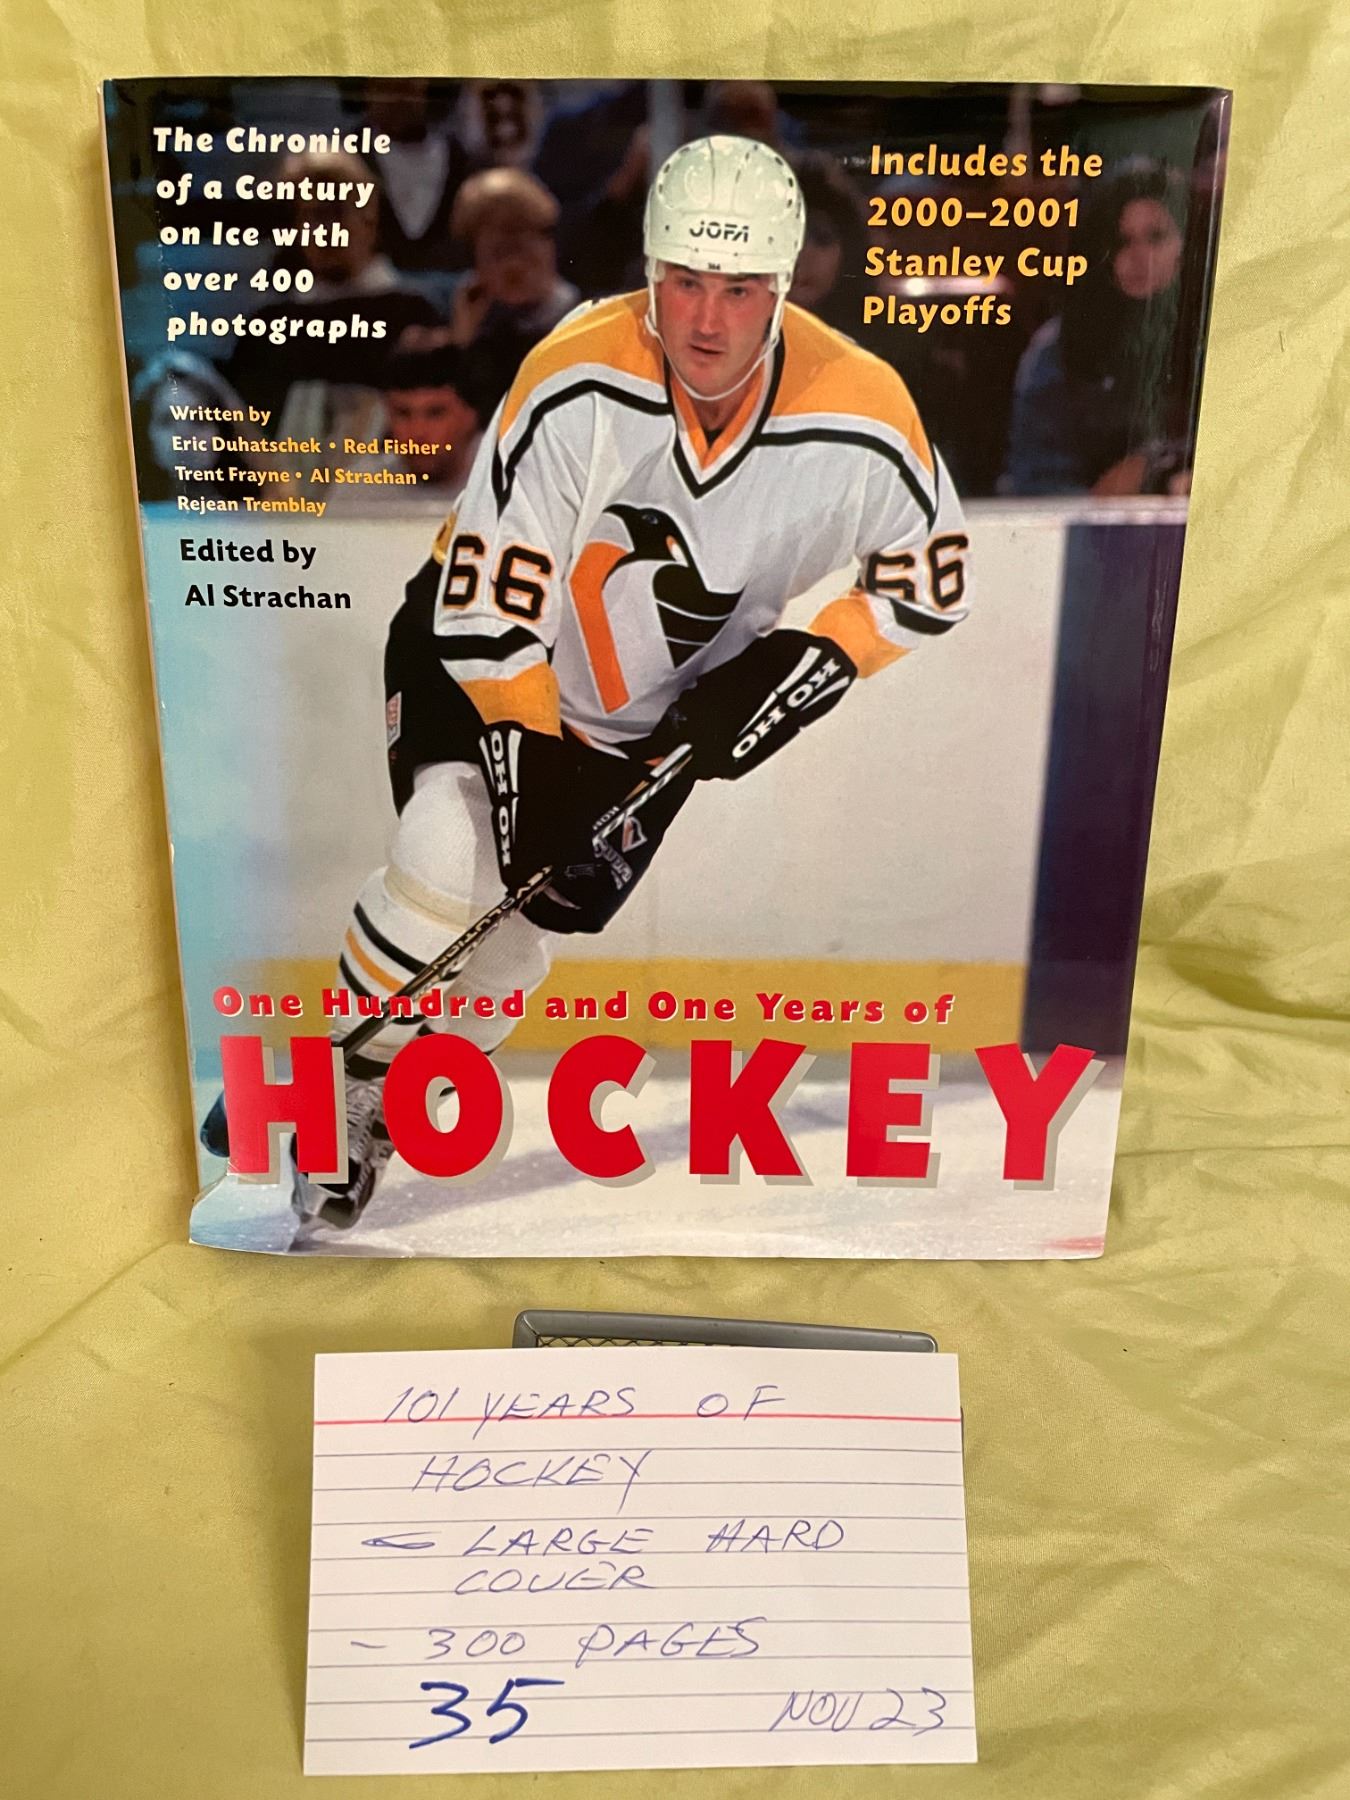 The Chronicle
of a Century
on Ice with
over 400
photographs
Includes the
2000–2001
Stanley Cup
Playoffs
Written by
Eric Duhatschek • Red Fisher •
Trent Frayne • Al Strachan •
Rejean Tremblay
Edited by
Al Strachan
JOFA
66
66
KOHO
KOHO
One Hundred and One Years of
HOCKEY
101 YEARS OF
HOCKEY
- LARGE HARD
COVER
- 300 PAGES
35 NOV 23